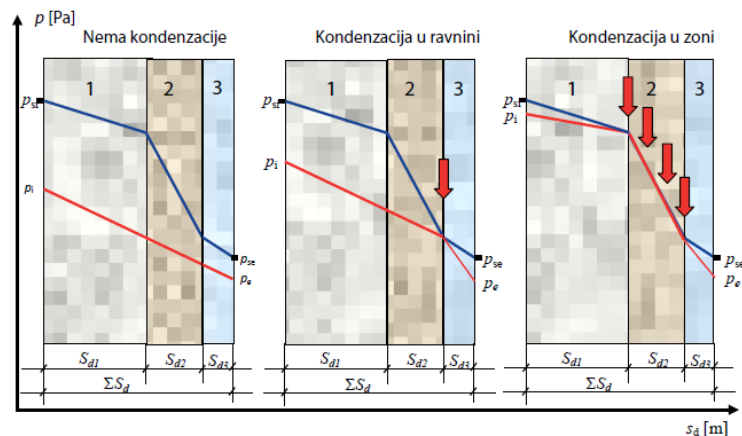 p [Pa]
Nema kondenzacije
Kondenzacija u ravnini
Kondenzacija u zoni
1
2
3
psi
pi
pse
pe
Sd1
Sd2
Sd3
ΣSd
1
2
3
psi
pi
pse
pe
Sd1
Sd2
Sd3
ΣSd
1
2
3
psi
pi
pse
pe
Sd1
Sd2
Sd3
ΣSd
sd [m]